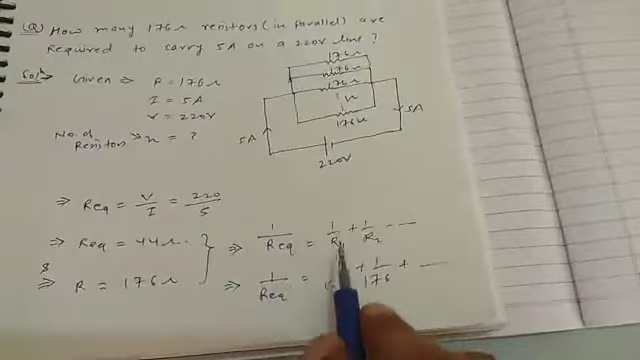 (Q) How many 176Ω resistors (in parallel) are
required to carry 5A on a 220V line ?
Solⁿ Given ⇒ R = 176Ω
I = 5A
V = 220V
No. of Resistors → n = ?
176Ω
176Ω
176Ω
n
176Ω
5A
5A
220V
⇒ Req = V/I = 220/5
⇒ Req = 44Ω
⇒ 1/Req = 1/R + 1/R₂ ----
& ⇒ R = 176Ω
⇒ 1/Req = + 1/176 + ----